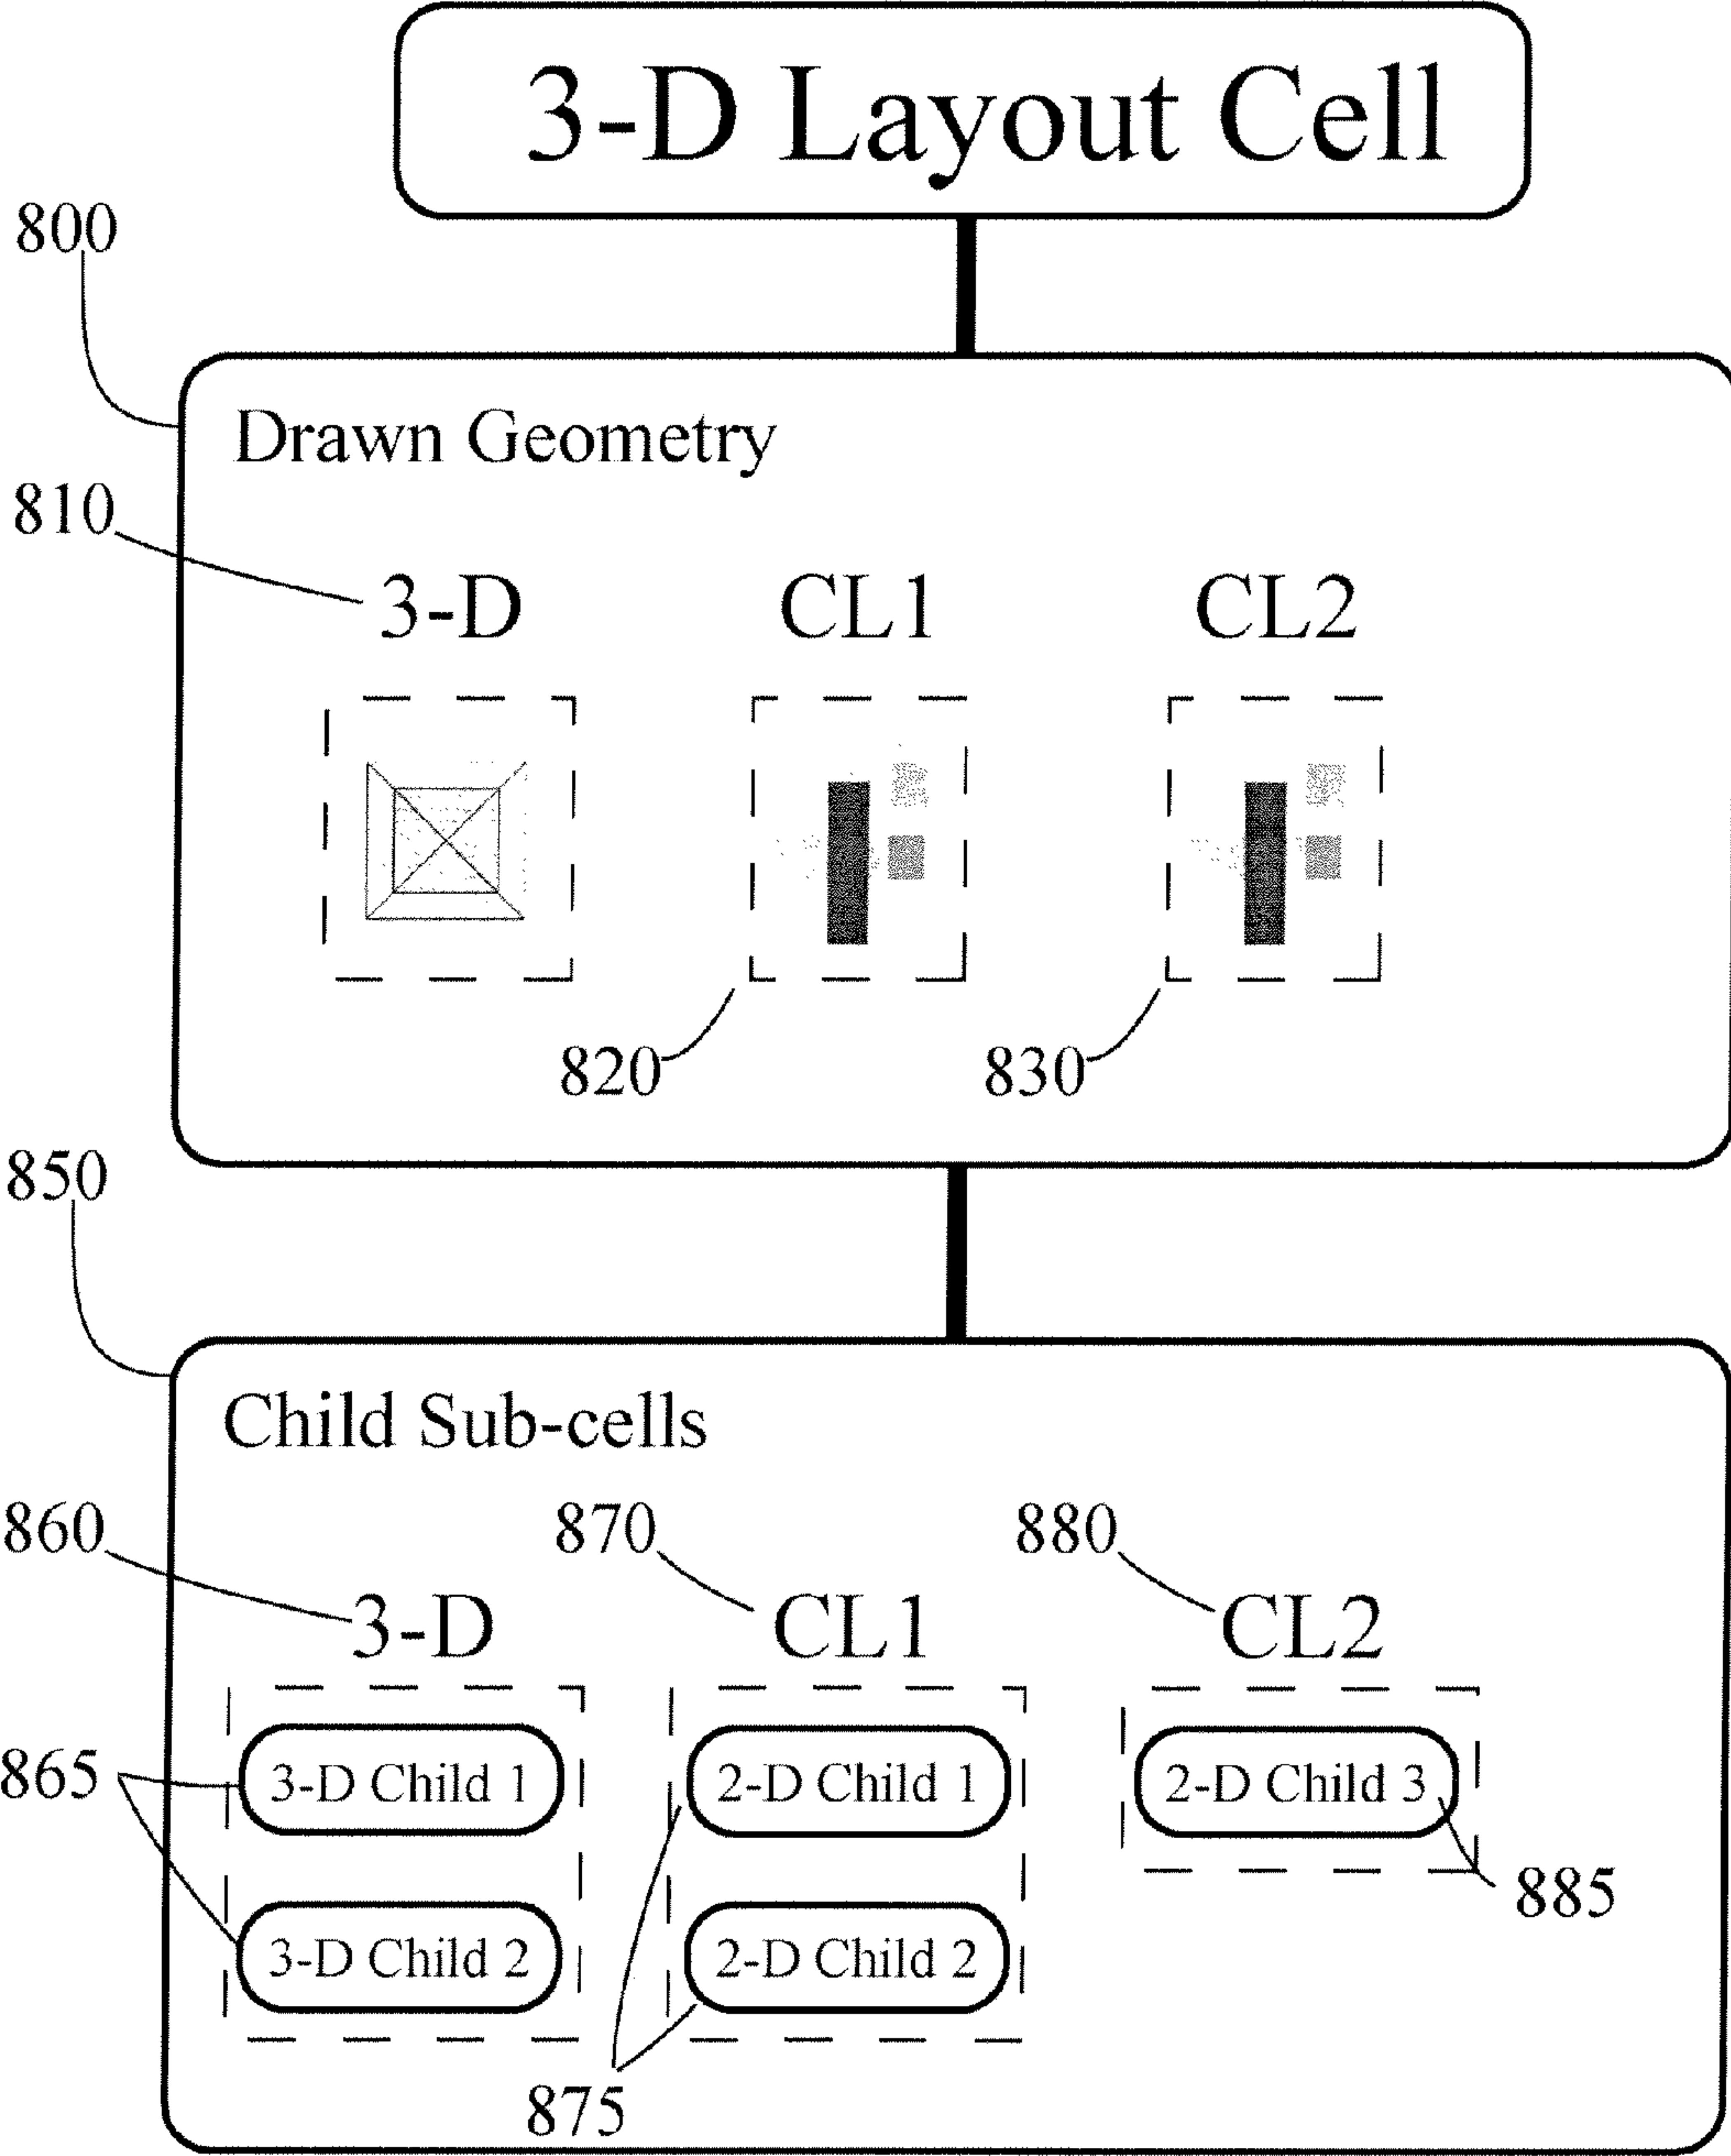 3-D Layout Cell
800
Drawn Geometry
810
3-D CL1 CL2
820 830
850
Child Sub-cells
860 870 880
3-D CL1 CL2
865 3-D Child 1 2-D Child 1 2-D Child 3
885
3-D Child 2 2-D Child 2
875